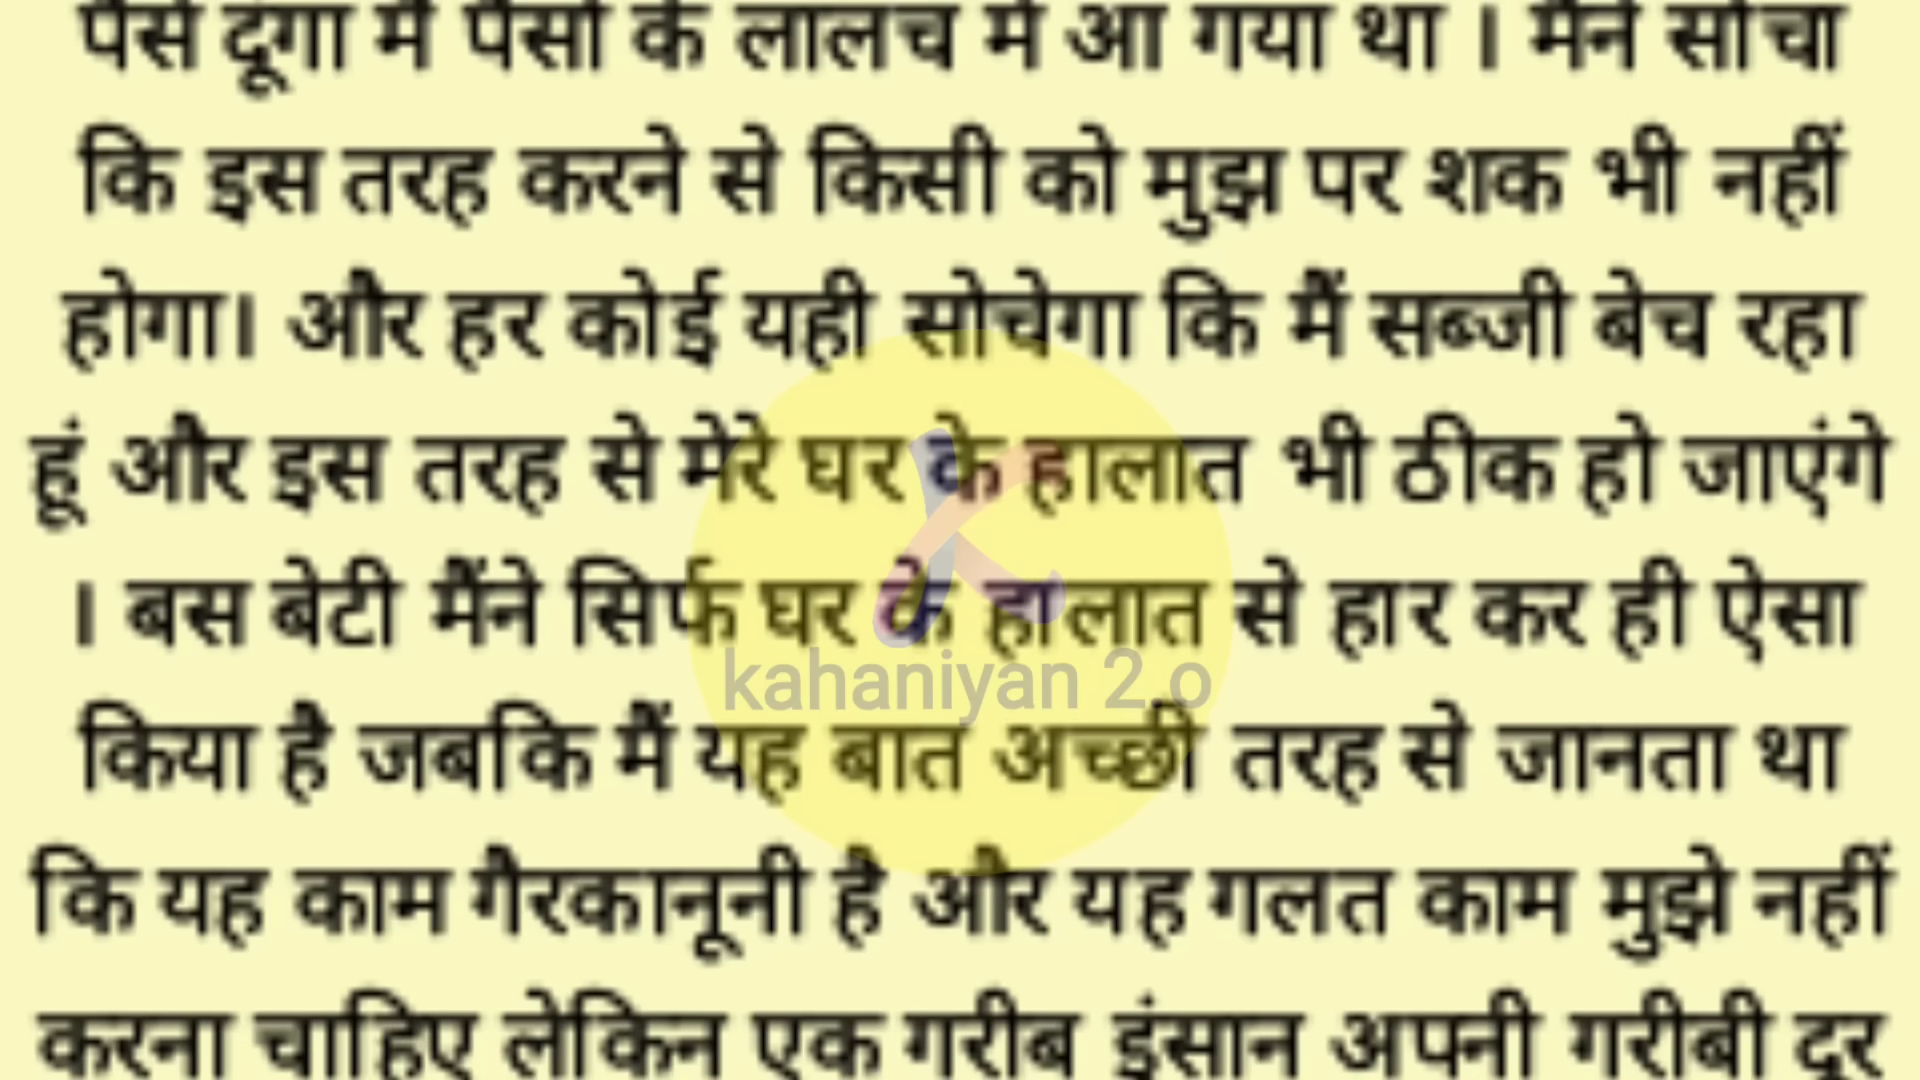 पैसे दूंगा मैं पैसों के लालच में आ गया था । मैंने सोचा
कि इस तरह करने से किसी को मुझ पर शक भी नहीं
होगा। और हर कोई यही सोचेगा कि मैं सब्जी बेच रहा
हूं और इस तरह से मेरे घर के हालात भी ठीक हो जाएंगे
। बस बेटी मैंने सिर्फ घर के हालात से हार कर ही ऐसा
kahaniyan 2.o
किया है जबकि मैं यह बात अच्छी तरह से जानता था
कि यह काम गैरकानूनी है और यह गलत काम मुझे नहीं
करना चाहिए लेकिन एक गरीब इंसान अपनी गरीबी दूर